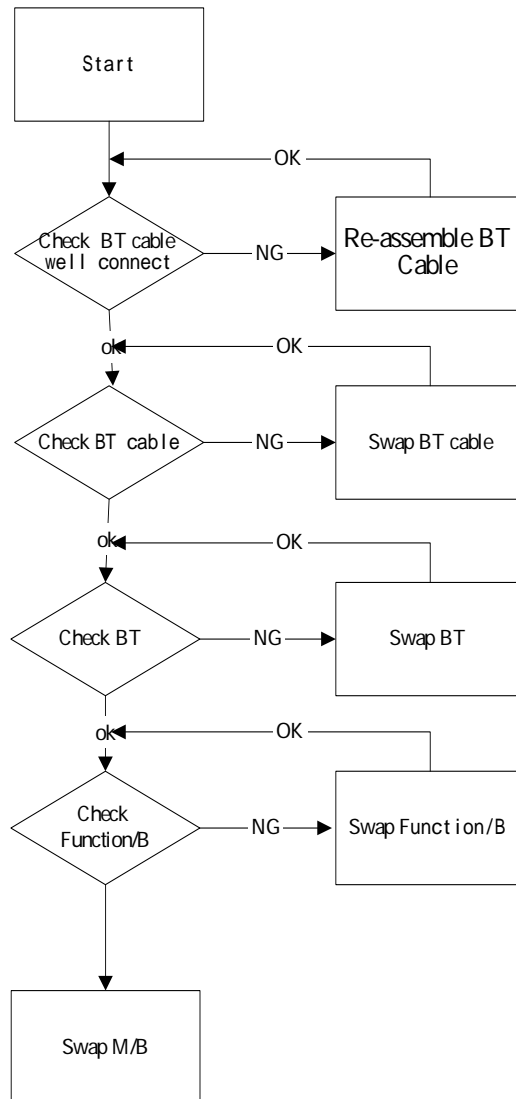 Start
OK
Check BT cable
well connect
NG
Re-assemble BT
Cable
ok
OK
Check BT cable
NG
Swap BT cable
ok
OK
Check BT
NG
Swap BT
ok
OK
Check
Function/B
NG
Swap Function/B
Swap M/B